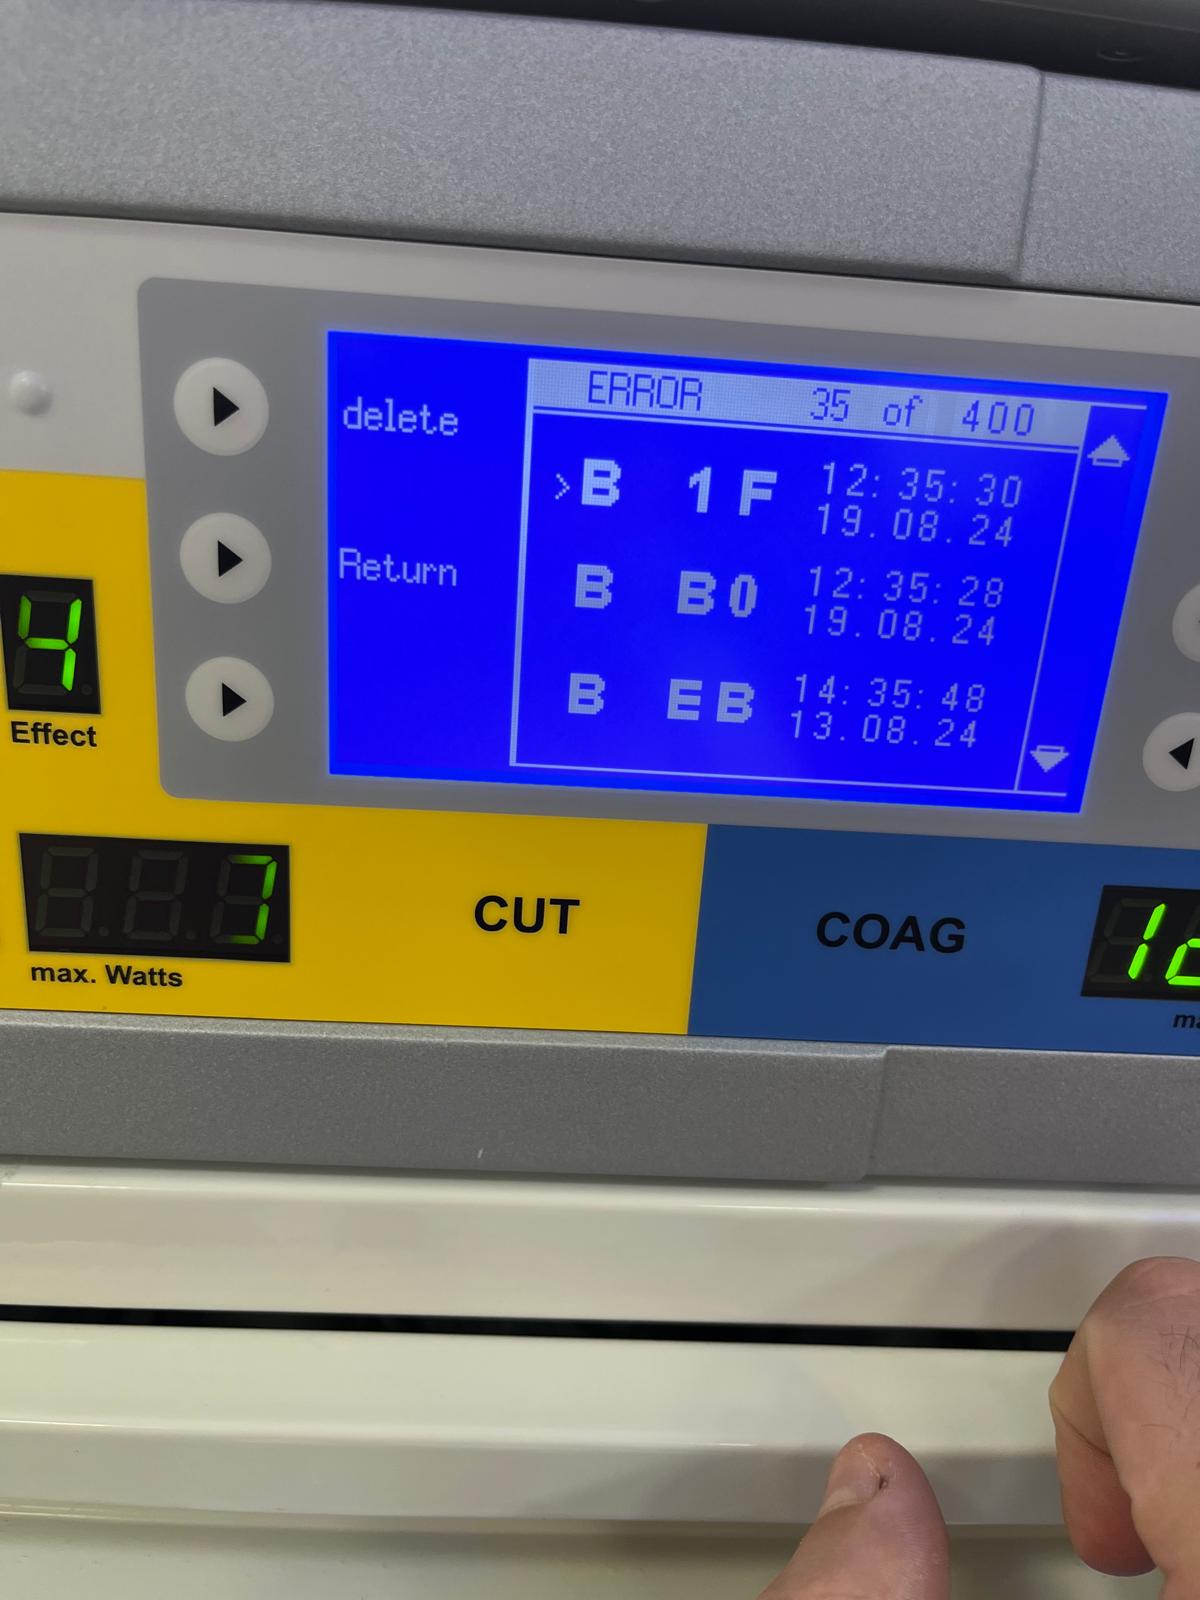 delete
Return
ERROR 35 of 400
>B 1F 12:35:30
19.08.24
B B0 12:35:28
19.08.24
B EB 14:35:48
13.08.24
4
Effect
7
max. Watts
CUT
COAG